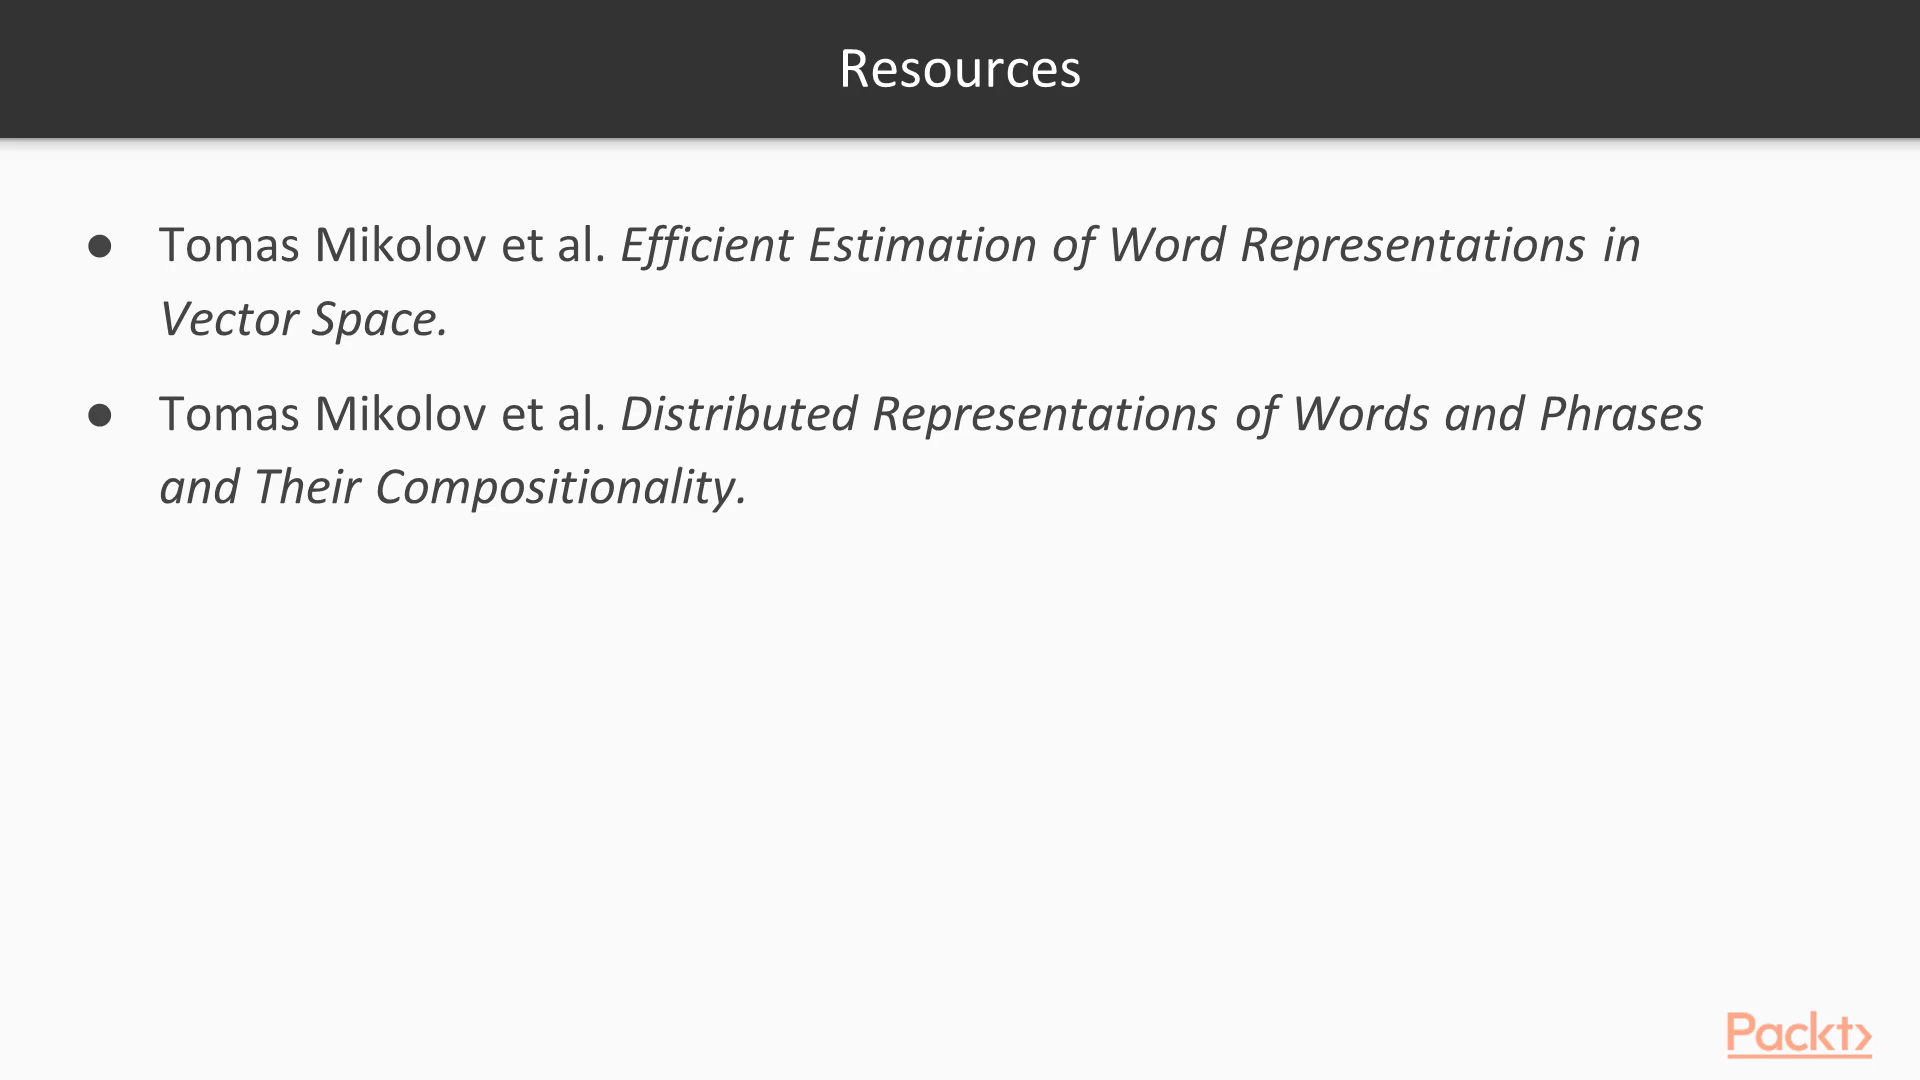 Resources
● Tomas Mikolov et al. Efficient Estimation of Word Representations in
Vector Space.
● Tomas Mikolov et al. Distributed Representations of Words and Phrases
and Their Compositionality.
Packt>